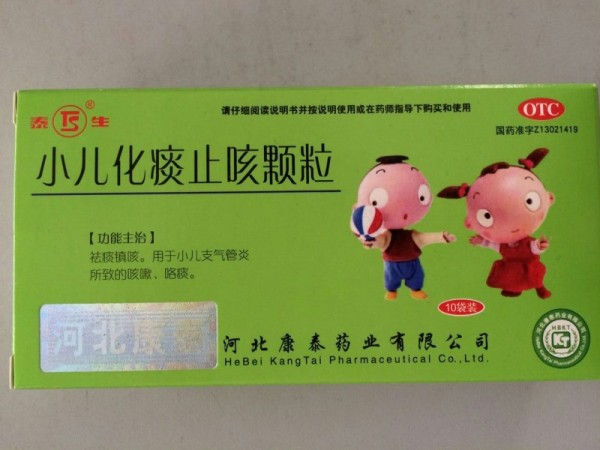 泰 TS 生 ®
请仔细阅读说明书并按说明使用或在药师指导下购买和使用
OTC
国药准字Z13021419
小儿化痰止咳颗粒
【功能主治】
祛痰镇咳。用于小儿支气管炎
所致的咳嗽、咯痰。
10袋装
河北康泰
河北康泰药业有限公司
HeBei KangTai Pharmaceutical Co.,Ltd.
HBKT